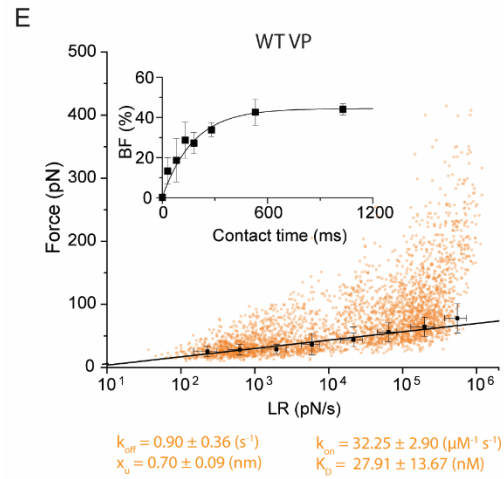 E
WT VP
60
40
20
0
BF (%)
0 600 1200
Contact time (ms)
500
400
300
200
100
0
Force (pN)
10¹ 10² 10³ 10⁴ 10⁵ 10⁶
LR (pN/s)
k_off = 0.90 ± 0.36 (s⁻¹) k_on = 32.25 ± 2.90 (μM⁻¹ s⁻¹)
x_u = 0.70 ± 0.09 (nm) K_D = 27.91 ± 13.67 (nM)